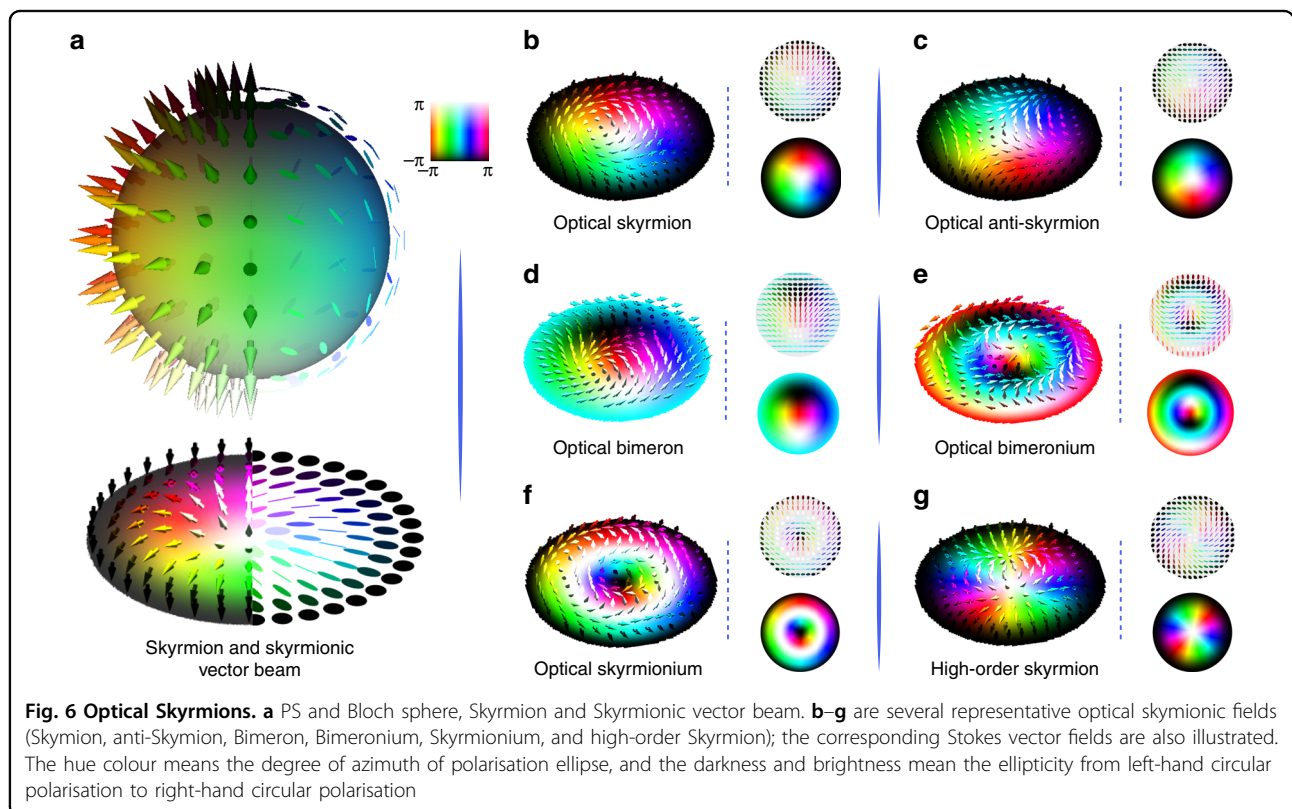 a
π
−π
−π
π
Skyrmion and skyrmionic
vector beam
b
Optical skyrmion
c
Optical anti-skyrmion
d
Optical bimeron
e
Optical bimeronium
f
Optical skyrmionium
g
High-order skyrmion
Fig. 6 Optical Skyrmions. a PS and Bloch sphere, Skyrmion and Skyrmionic vector beam. b–g are several representative optical skymionic fields
(Skymion, anti-Skymion, Bimeron, Bimeronium, Skyrmionium, and high-order Skyrmion); the corresponding Stokes vector fields are also illustrated.
The hue colour means the degree of azimuth of polarisation ellipse, and the darkness and brightness mean the ellipticity from left-hand circular
polarisation to right-hand circular polarisation